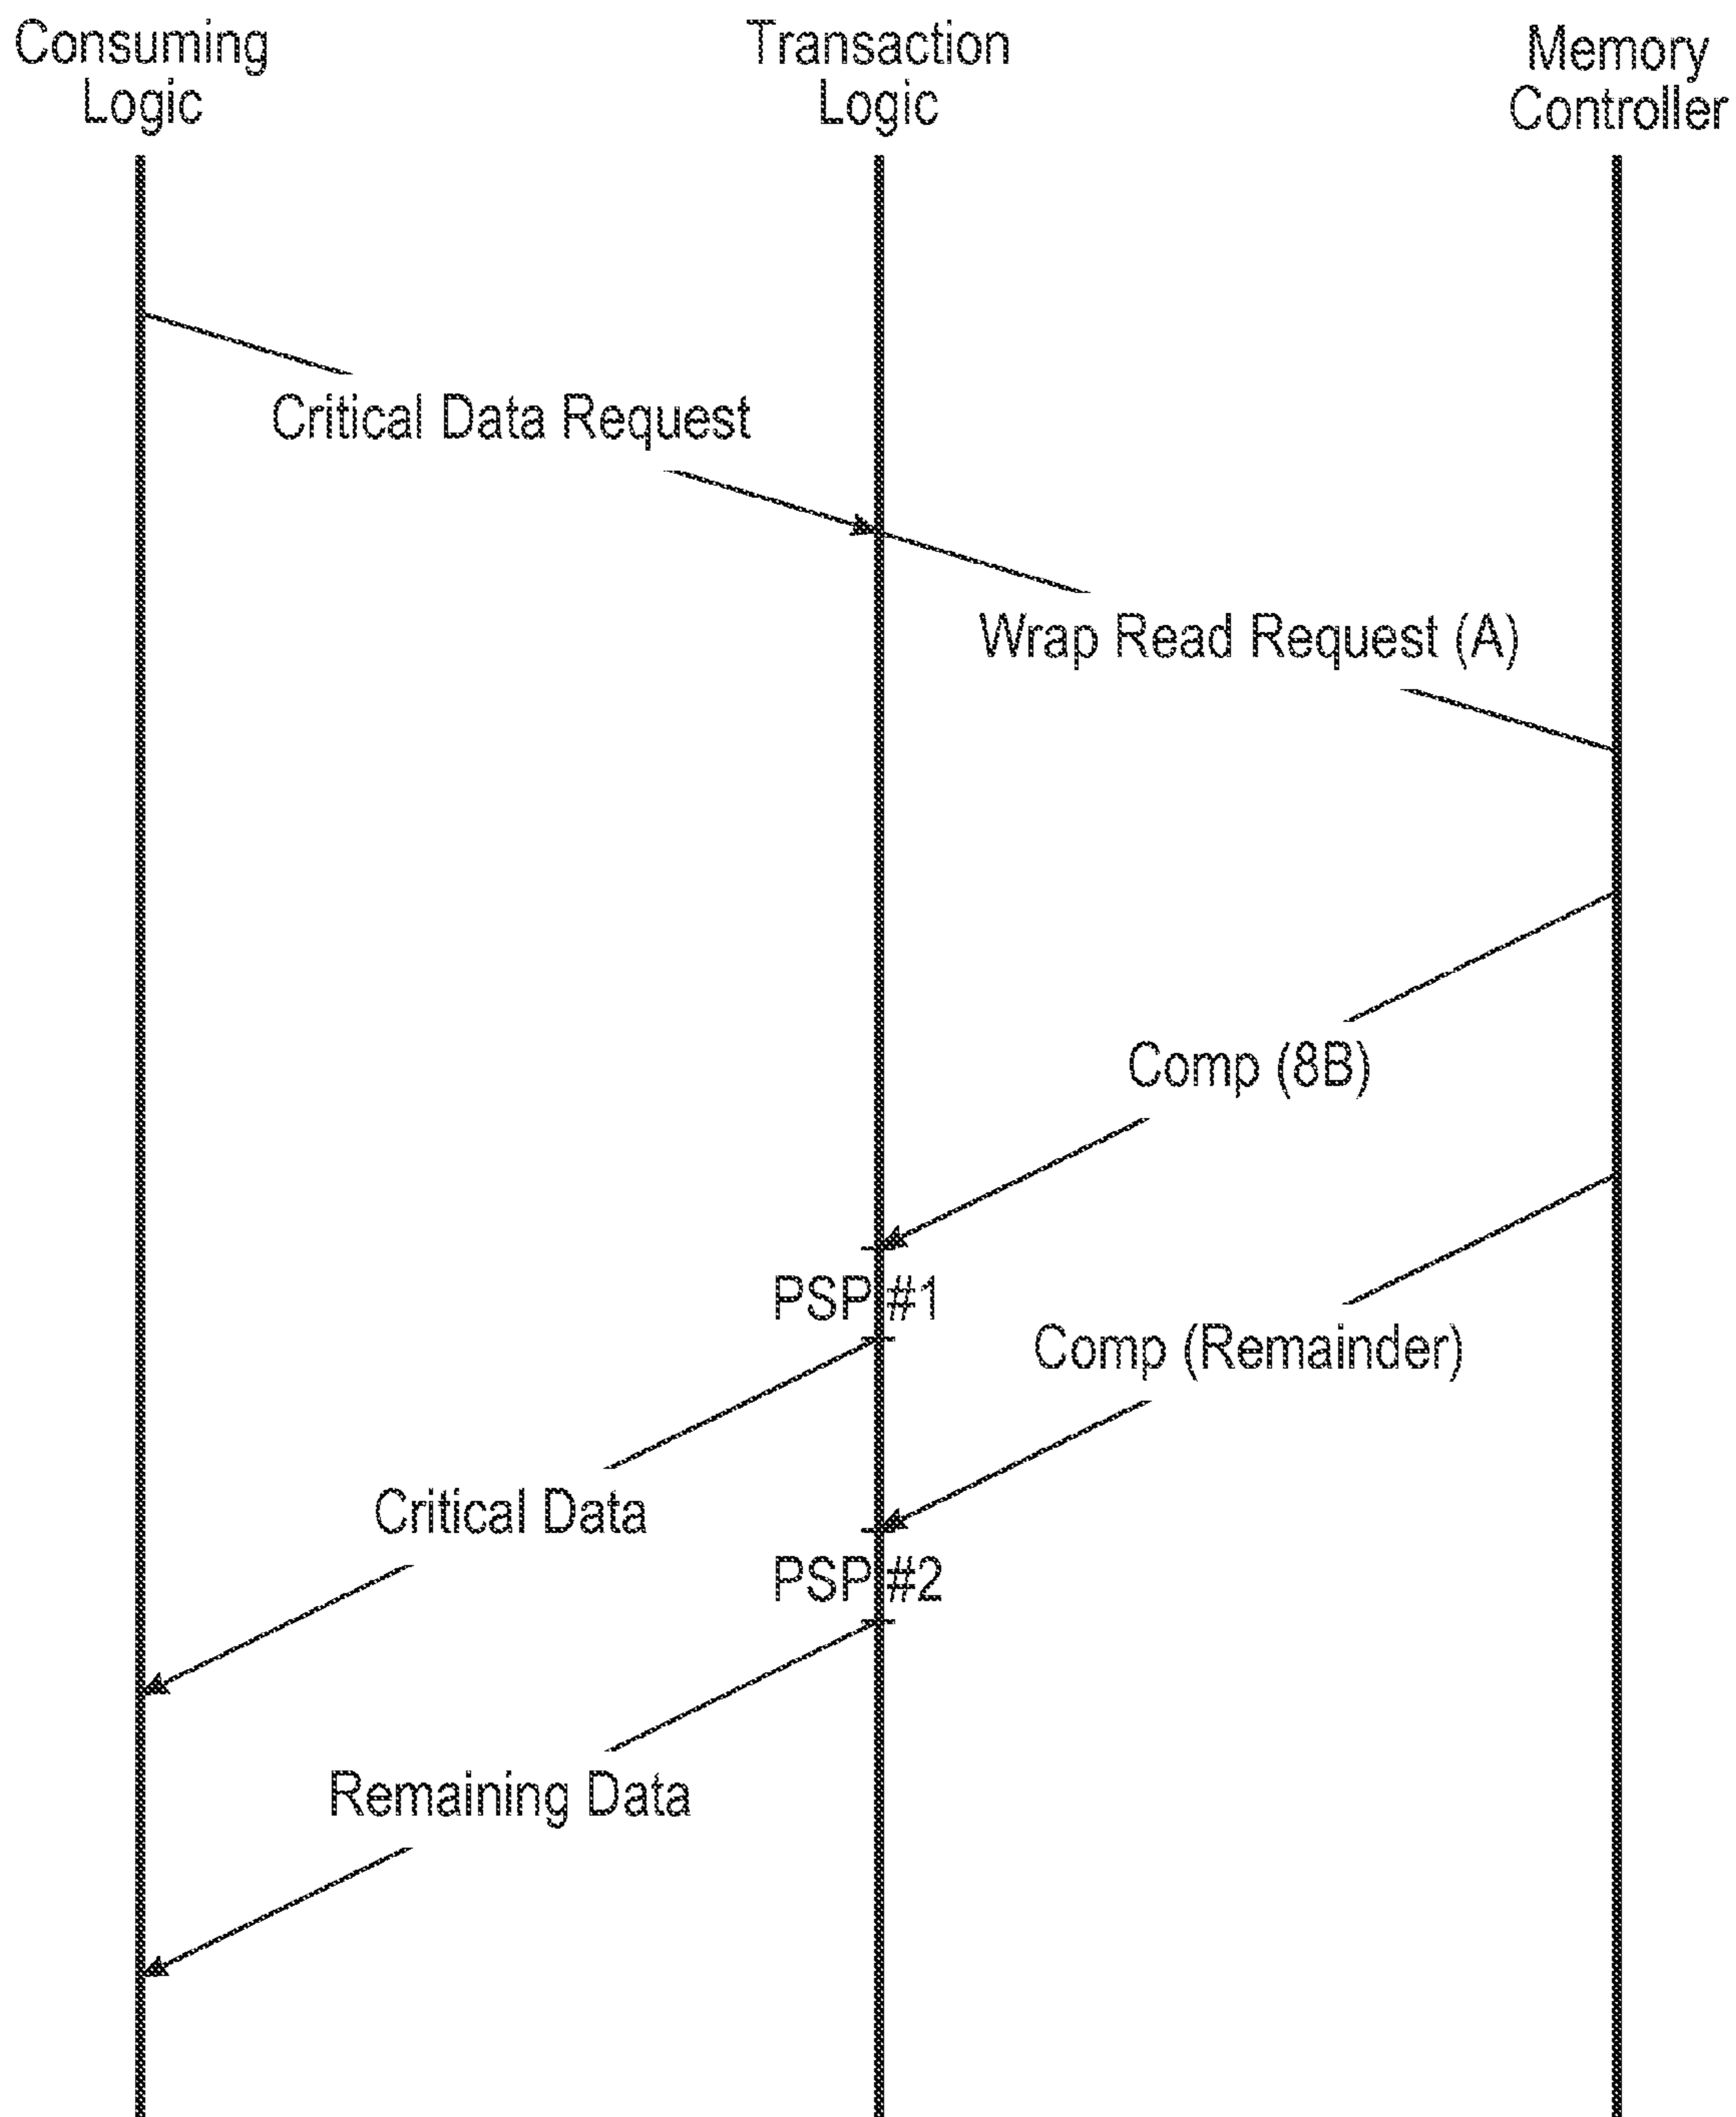 Consuming
Logic
Transaction
Logic
Memory
Controller
Critical Data Request
Wrap Read Request (A)
Comp (8B)
PSP #1
Comp (Remainder)
Critical Data
PSP #2
Remaining Data